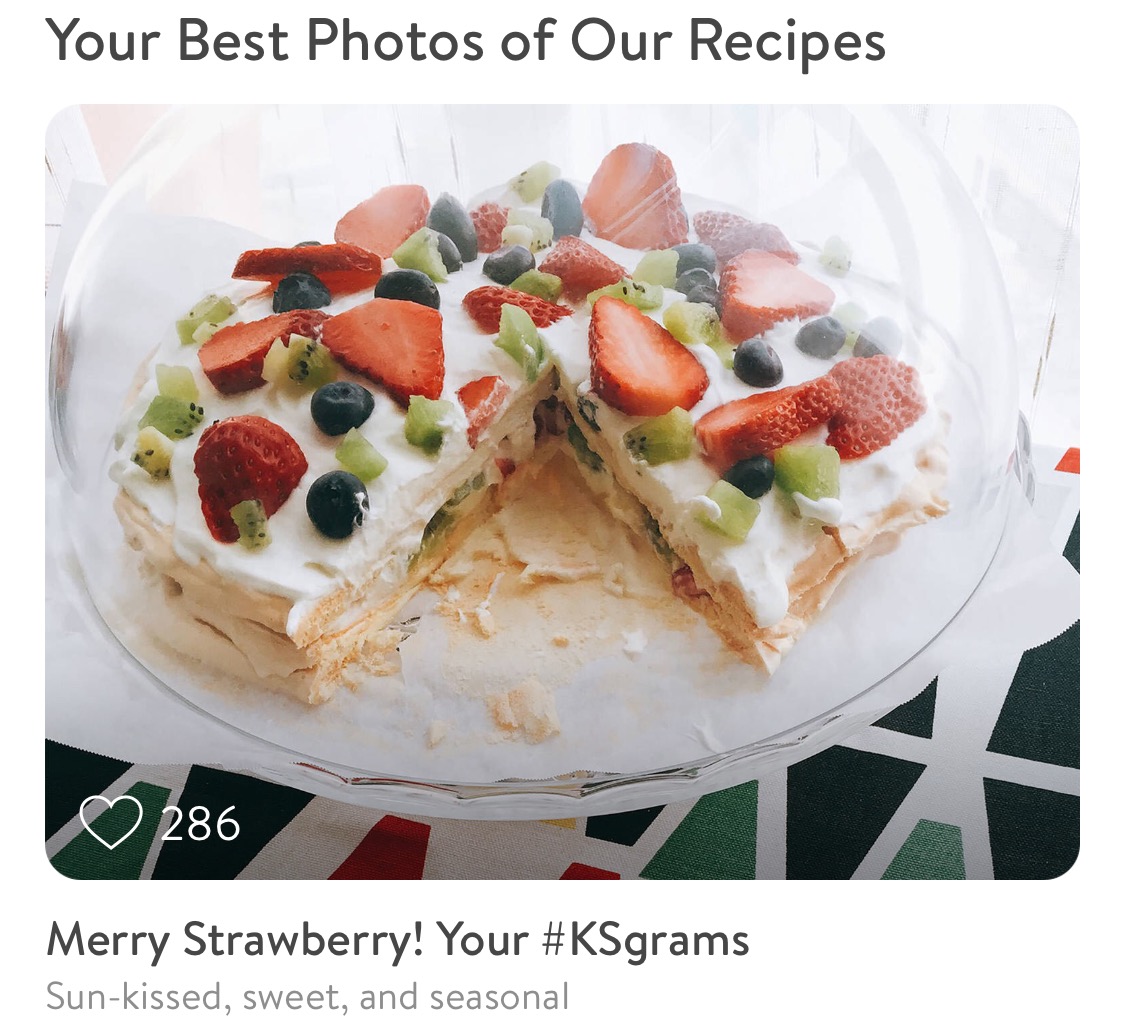 Your Best Photos of Our Recipes
286
Merry Strawberry! Your #KSgrams
Sun-kissed, sweet, and seasonal